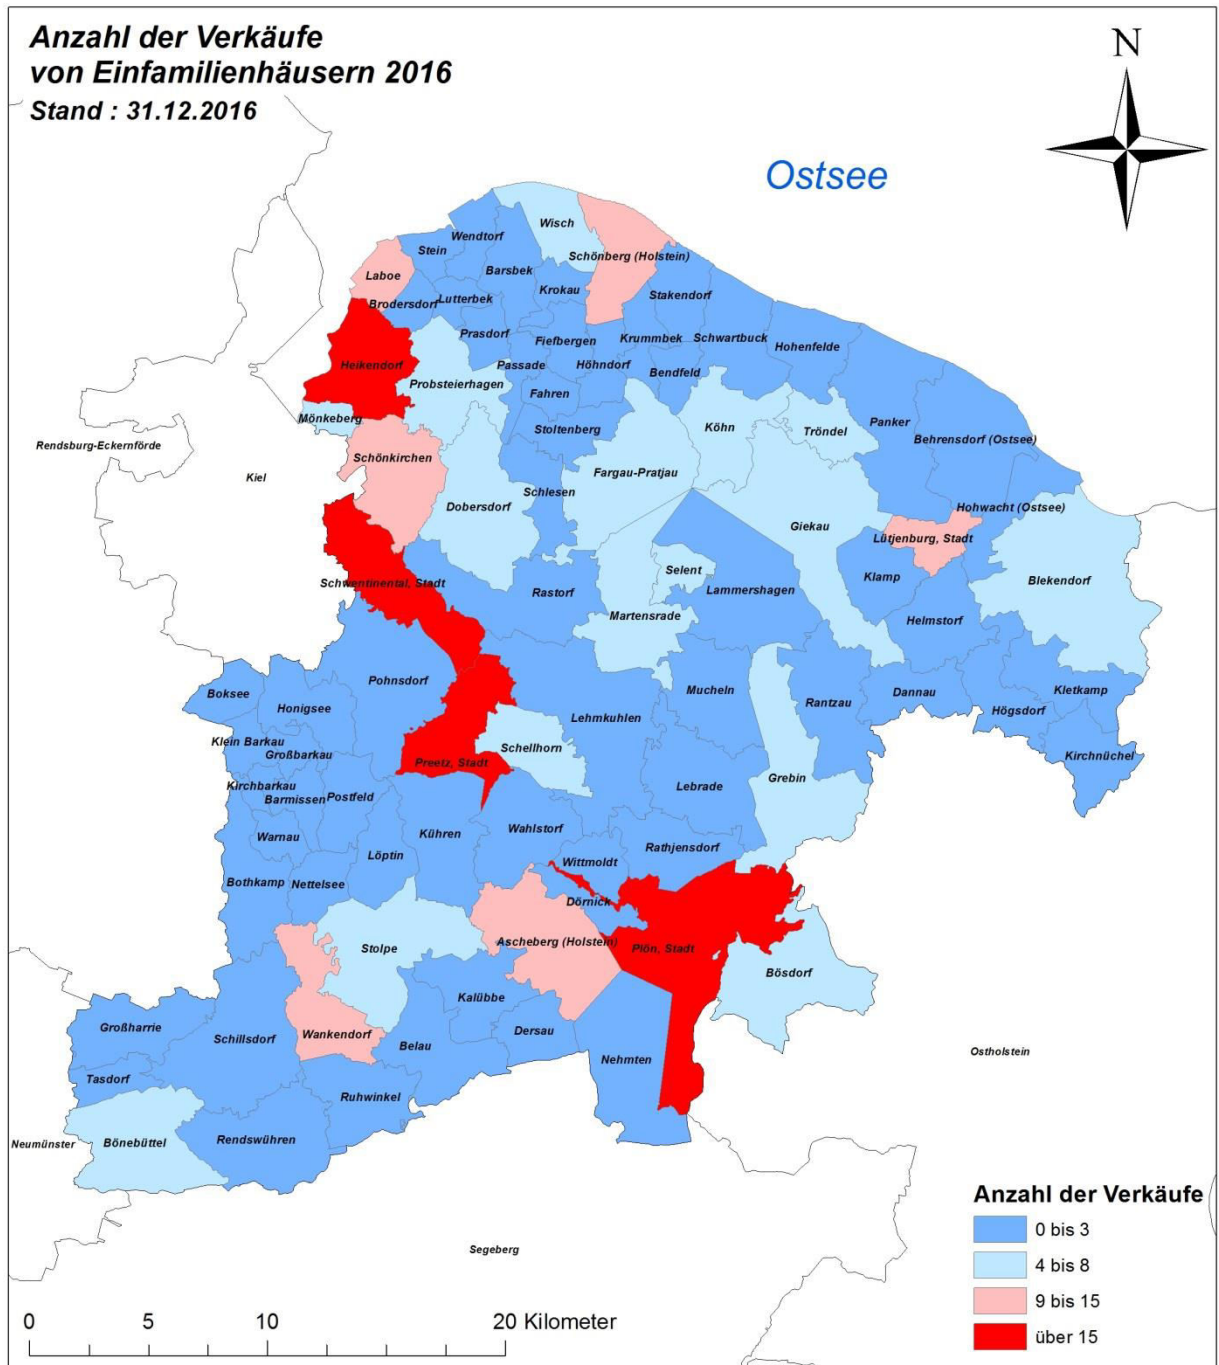 Anzahl der Verkäufe
von Einfamilienhäusern 2016
Stand : 31.12.2016
N
Ostsee
Wisch
Wendtorf
Stein
Schönberg (Holstein)
Barsbek
Laboe
Krokau
Stakendorf
Brodersdorf
Lutterbek
Prasdorf
Fiefbergen
Krummbek
Schwartbuck
Hohenfelde
Heikendorf
Passade
Höhndorf
Bendfeld
Probsteierhagen
Fahren
Mönkeberg
Stoltenberg
Köhn
Tröndel
Panker
Behrensdorf (Ostsee)
Rendsburg-Eckernförde
Schönkirchen
Kiel
Fargau-Pratjau
Schlesen
Dobersdorf
Hohwacht (Ostsee)
Giekau
Lütjenburg, Stadt
Selent
Klamp
Blekendorf
Schwentinental, Stadt
Rastorf
Lammershagen
Martensrade
Helmstorf
Pohnsdorf
Boksee
Honigsee
Mucheln
Rantzau
Dannau
Kletkamp
Högsdorf
Lehmkuhlen
Klein Barkau
Großbarkau
Schellhorn
Kirchnüchel
Preetz, Stadt
Kirchbarkau
Barmissen
Postfeld
Lebrade
Grebin
Warnau
Kühren
Wahlstorf
Rathjensdorf
Löptin
Wittmoldt
Bothkamp
Nettelsee
Dörnick
Stolpe
Ascheberg (Holstein)
Plön, Stadt
Bösdorf
Kalübbe
Großharrie
Schillsdorf
Wankendorf
Belau
Dersau
Nehmten
Ostholstein
Tasdorf
Ruhwinkel
Neumünster
Bönebüttel
Rendswühren
Segeberg
Anzahl der Verkäufe
0 bis 3
4 bis 8
9 bis 15
über 15
0 5 10 20 Kilometer